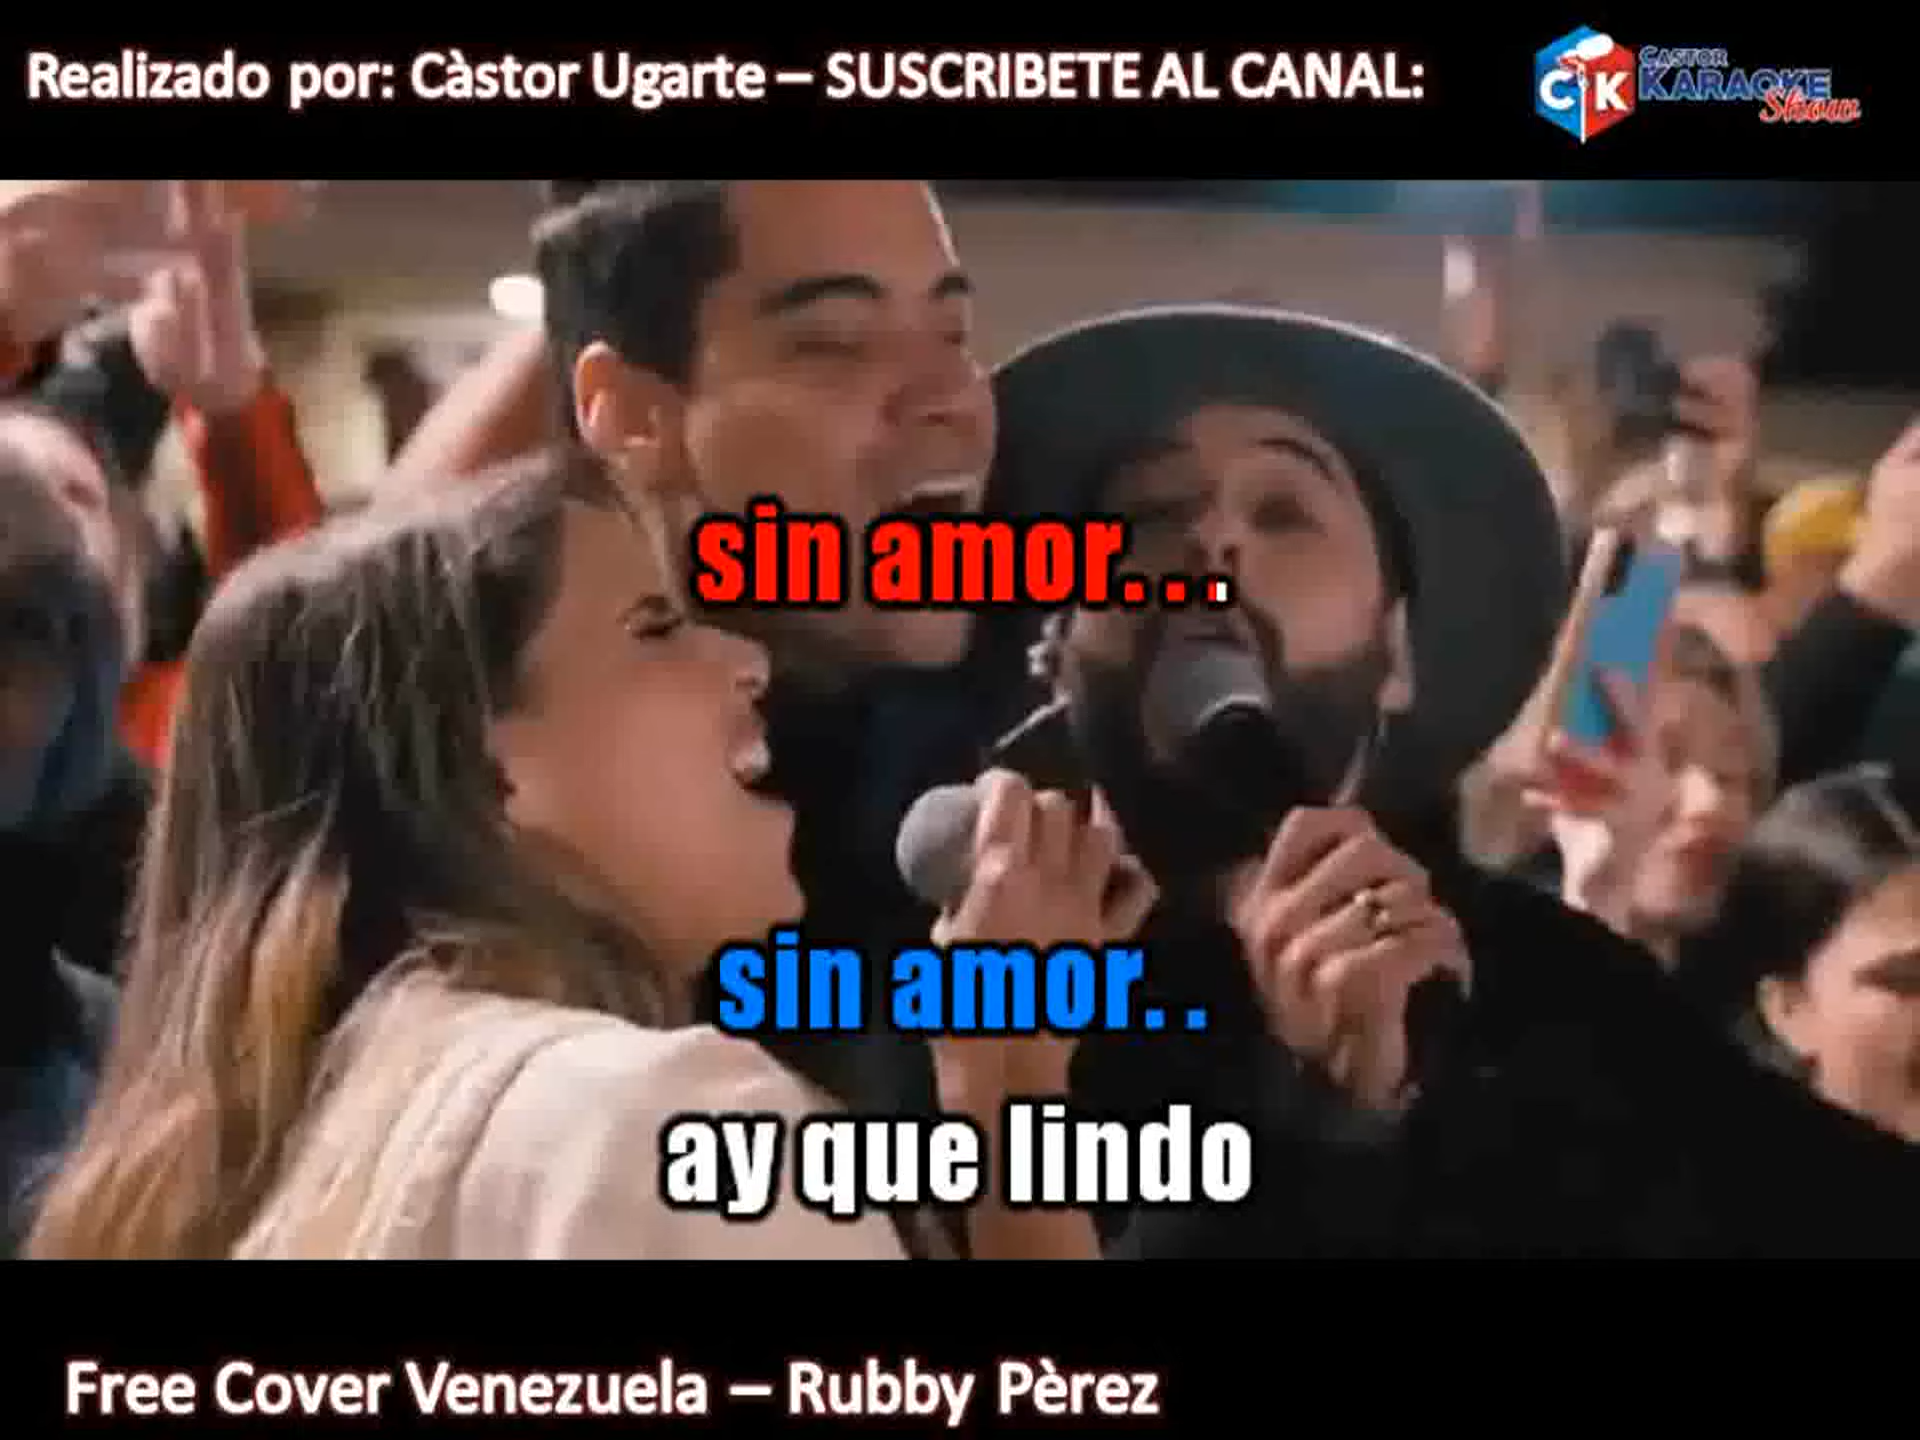 Realizado por: Càstor Ugarte – SUSCRIBETE AL CANAL:
CK
CASTOR
KARAOKE
Show
sin amor. . .
sin amor. .
ay que lindo
Free Cover Venezuela – Rubby Pèrez